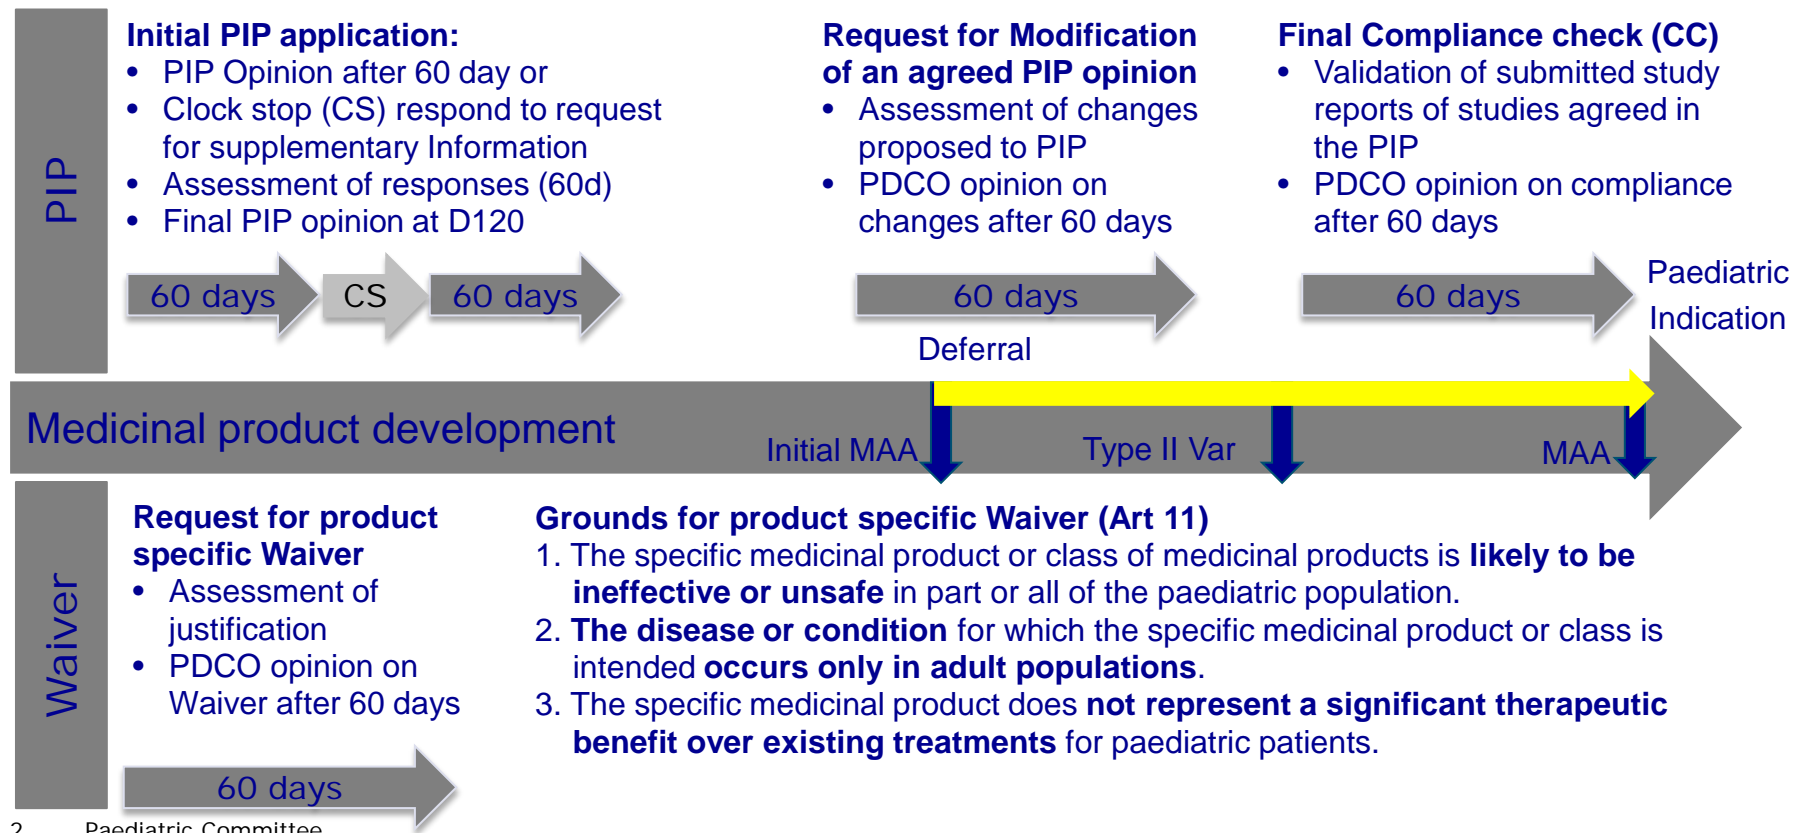 PIP
Initial PIP application:
• PIP Opinion after 60 day or
• Clock stop (CS) respond to request
for supplementary Information
• Assessment of responses (60d)
• Final PIP opinion at D120
60 days
CS
60 days
Request for Modification
of an agreed PIP opinion
• Assessment of changes
proposed to PIP
• PDCO opinion on
changes after 60 days
60 days
Final Compliance check (CC)
• Validation of submitted study
reports of studies agreed in
the PIP
• PDCO opinion on compliance
after 60 days
60 days
Paediatric
Indication
Deferral
Medicinal product development
Initial MAA
Type II Var
MAA
Waiver
Request for product
specific Waiver
• Assessment of
justification
• PDCO opinion on
Waiver after 60 days
60 days
Grounds for product specific Waiver (Art 11)
1. The specific medicinal product or class of medicinal products is likely to be
ineffective or unsafe in part or all of the paediatric population.
2. The disease or condition for which the specific medicinal product or class is
intended occurs only in adult populations.
3. The specific medicinal product does not represent a significant therapeutic
benefit over existing treatments for paediatric patients.
2 Paediatric Committee